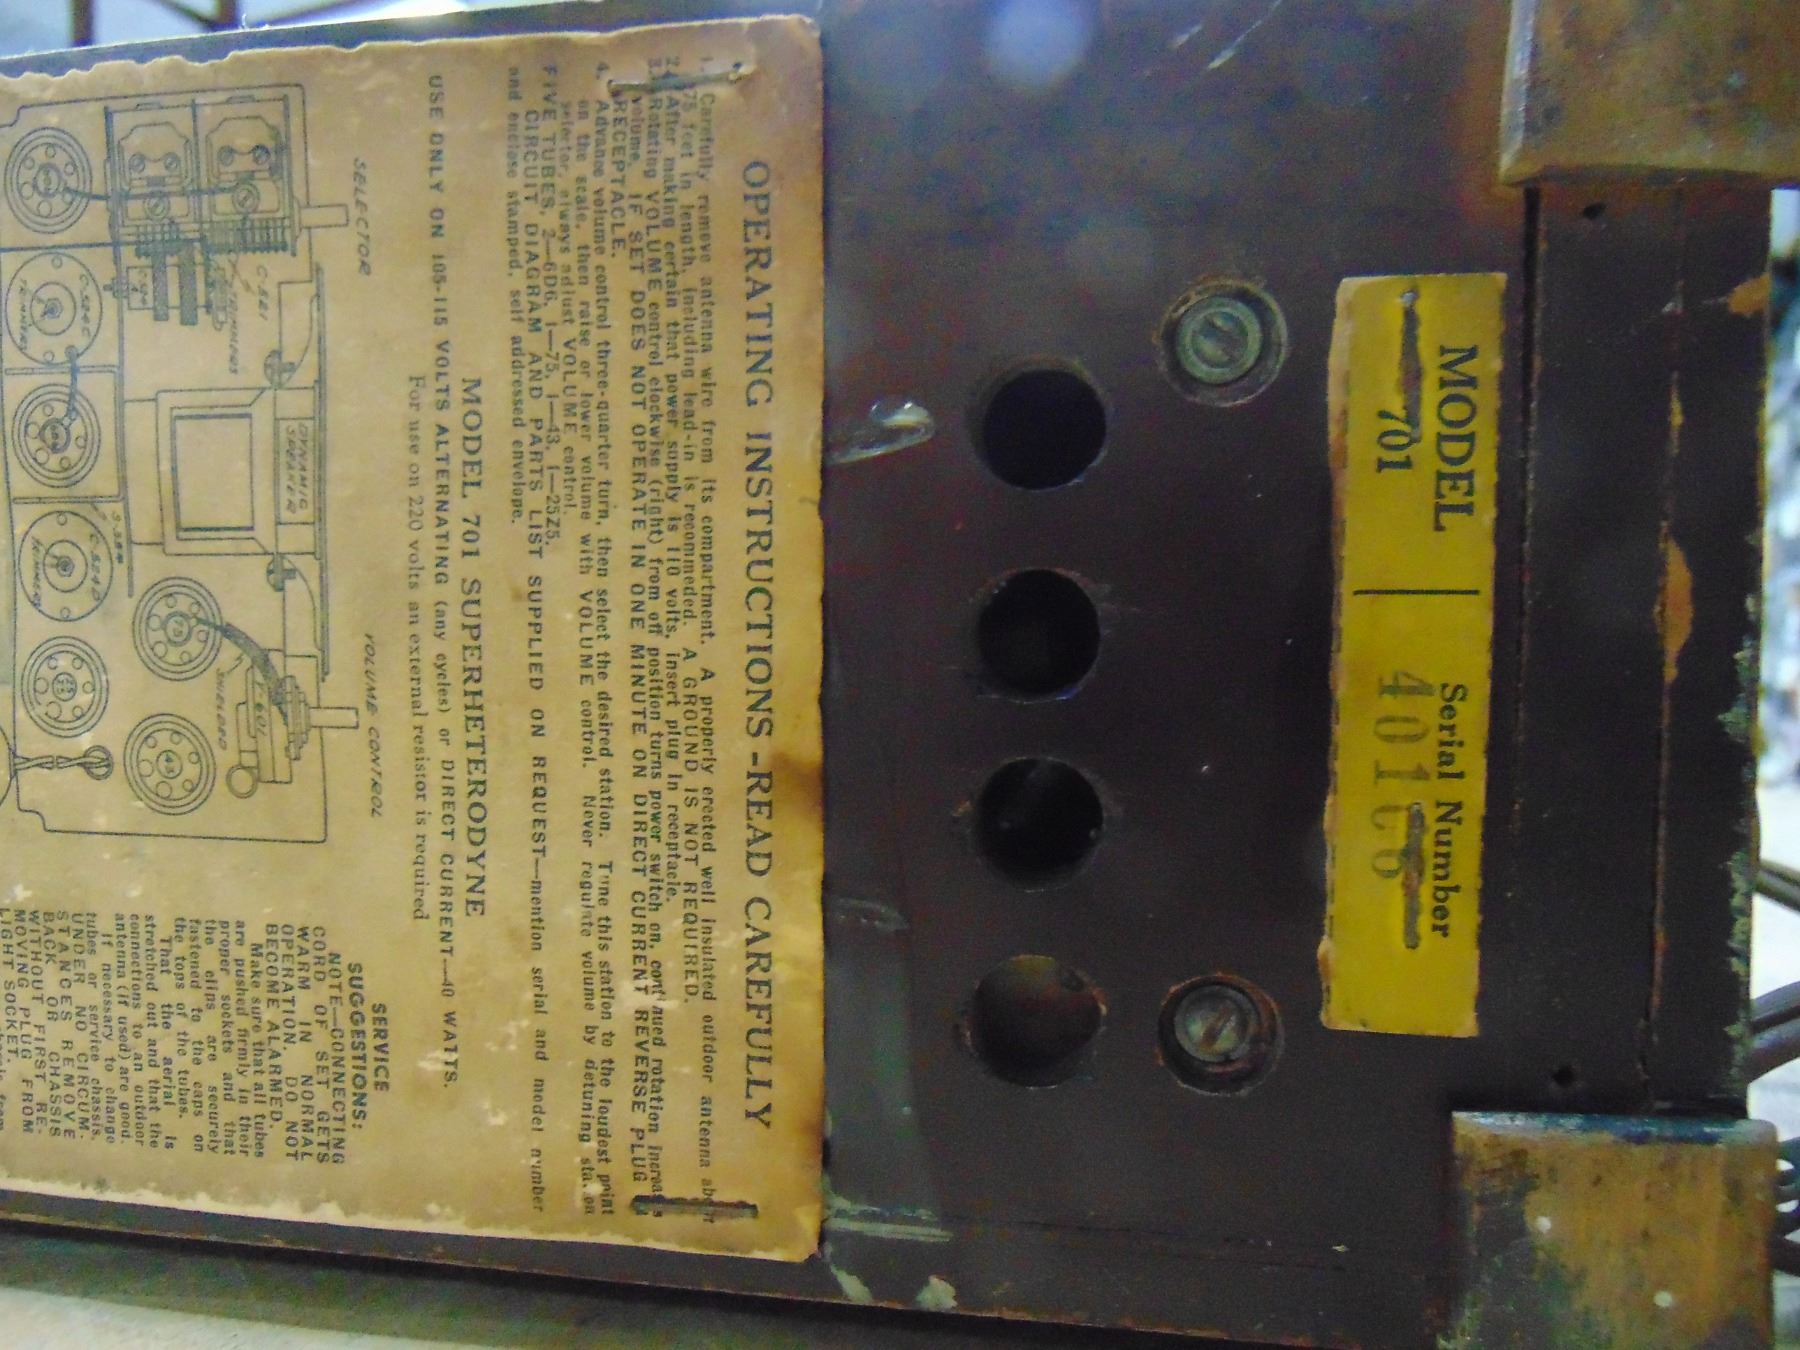 MODEL
Serial Number
701
OPERATING INSTRUCTIONS-READ CAREFULLY
1. Carefully remove antenna wire from its compartment. A properly erected well insulated outdoor antenna
75 feet in length, including lead-in is recommeded. A GROUND IS NOT REQUIRED.
2. After making certain that power supply is 110 volts, insert plug in receptacle.
3. Rotating VOLUME control clockwise (right) from off position turns power switch on, rotation
volume. IF SET DOES NOT OPERATE IN ONE MINUTE ON DIRECT CURRENT REVERSE PLUG
RECEPTACLE.
4. Advance volume control three-quarter turn, then select the desired station. Tune this station to the loudest point
on the scale, then raise or lower volume with VOLUME control. Never regulate volume by detuning
selector, always adjust VOLUME control.
FIVE TUBES, 2—6D6, 1—75, 1—43, 1—25Z5.
CIRCUIT DIAGRAM AND PARTS LIST SUPPLIED ON REQUEST—mention serial and model number
and enclose stamped, self addressed envelope.
MODEL 701 SUPERHETERODYNE
USE ONLY ON 105-115 VOLTS ALTERNATING (any cycles) or DIRECT CURRENT—40 WATTS.
For use on 220 volts an external resistor is required
SELECTOR
VOLUME CONTROL
DYNAMIC
SPEAKER
TRIMMERS
SHIELDED
75
43
TRIMMERS
SERVICE
SUGGESTIONS:
NOTE—CONNECTING
CORD OF SET GETS
WARM IN NORMAL
OPERATION. DO NOT
BECOME ALARMED.
Make sure that all tubes
are pushed firmly in their
proper sockets and that
the clips are securely
fastened to the caps on
the tops of the tubes.
That the aerial is
stretched out and that the
connections to an outdoor
antenna (if used) are good.
If necessary to change
tubes or service chassis,
UNDER NO CIRCUM-
STANCES REMOVE
BACK OR CHASSIS
WITHOUT FIRST RE-
MOVING PLUG FROM
LIGHT SOCKET.